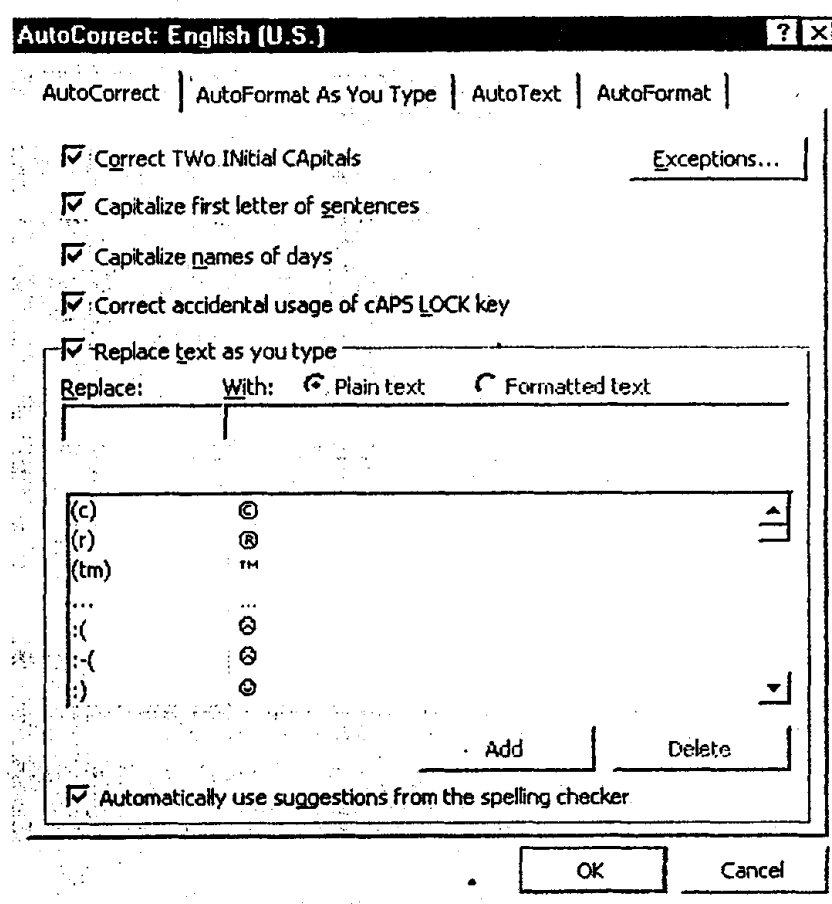 AutoCorrect: English (U.S.) ? X
AutoCorrect AutoFormat As You Type AutoText AutoFormat
Correct TWo INitial CApitals Exceptions...
Capitalize first letter of sentences
Capitalize names of days
Correct accidental usage of cAPS LOCK key
Replace text as you type
Replace: With: Plain text Formatted text
(c) ©
(r) ®
(tm) ™
... ...
:( ☹
:-( ☹
:) ☺
Add Delete
Automatically use suggestions from the spelling checker
OK Cancel